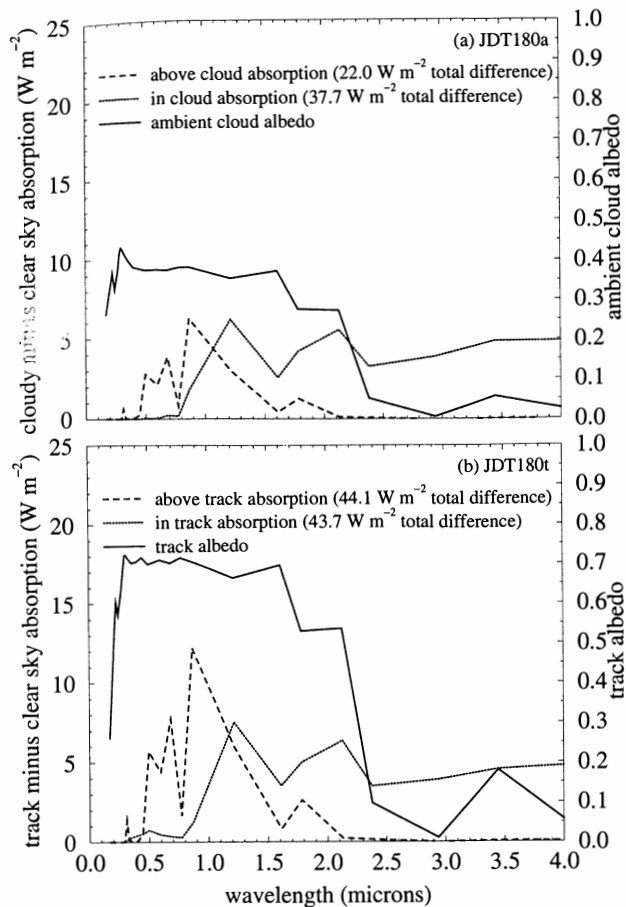 (a) JDT180a
above cloud absorption (22.0 W m−2 total difference)
in cloud absorption (37.7 W m−2 total difference)
ambient cloud albedo
cloudy minus clear sky absorption (W m−2)
25
20
15
10
5
0
ambient cloud albedo
1.0
0.9
0.8
0.7
0.6
0.5
0.4
0.3
0.2
0.1
0.0
(b) JDT180t
above track absorption (44.1 W m−2 total difference)
in track absorption (43.7 W m−2 total difference)
track albedo
track minus clear sky absorption (W m−2)
25
20
15
10
5
0
track albedo
1.0
0.9
0.8
0.7
0.6
0.5
0.4
0.3
0.2
0.1
0.0
0.0 0.5 1.0 1.5 2.0 2.5 3.0 3.5 4.0
wavelength (microns)